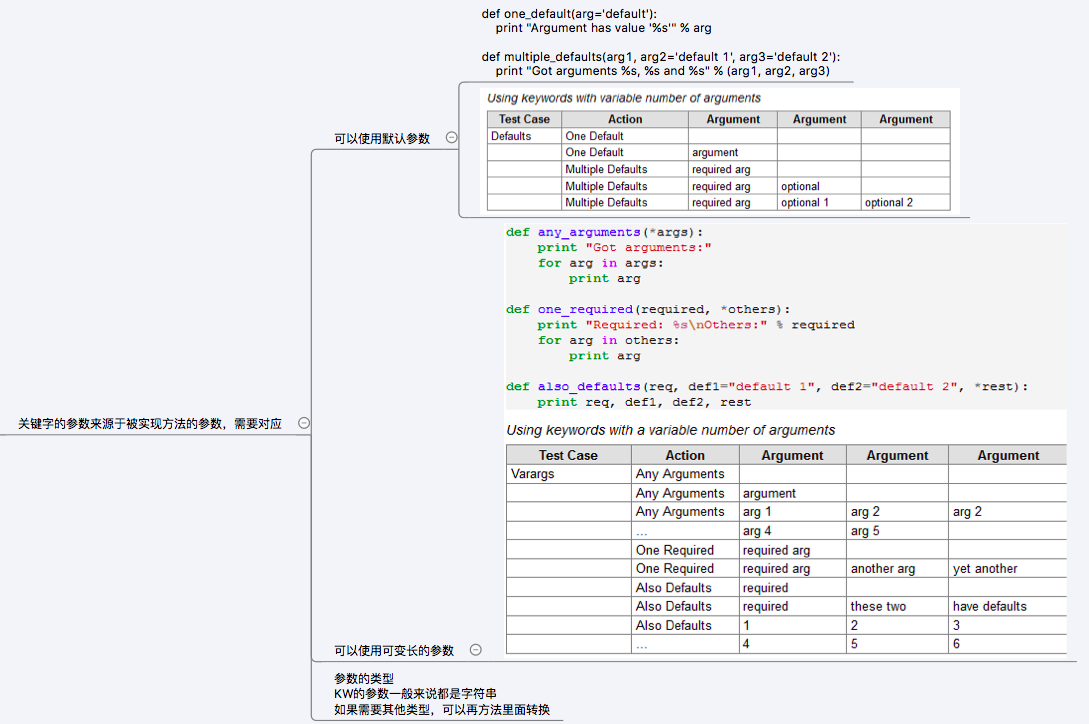 def one_default(arg='default'):
print "Argument has value '%s'" % arg
def multiple_defaults(arg1, arg2='default 1', arg3='default 2'):
print "Got arguments %s, %s and %s" % (arg1, arg2, arg3)
可以使用默认参数
Using keywords with variable number of arguments
Test Case Action Argument Argument Argument
Defaults One Default
One Default argument
Multiple Defaults required arg
Multiple Defaults required arg optional
Multiple Defaults required arg optional 1 optional 2
def any_arguments(*args):
print "Got arguments:"
for arg in args:
print arg
def one_required(required, *others):
print "Required: %s\nOthers:" % required
for arg in others:
print arg
def also_defaults(req, def1="default 1", def2="default 2", *rest):
print req, def1, def2, rest
关键字的参数来源于被实现方法的参数，需要对应
Using keywords with a variable number of arguments
Test Case Action Argument Argument Argument
Varargs Any Arguments
Any Arguments argument
Any Arguments arg 1 arg 2 arg 2
... arg 4 arg 5
One Required required arg
One Required required arg another arg yet another
Also Defaults required
Also Defaults required these two have defaults
Also Defaults 1 2 3
... 4 5 6
可以使用可变长的参数
参数的类型
KW的参数一般来说都是字符串
如果需要其他类型，可以再方法里面转换